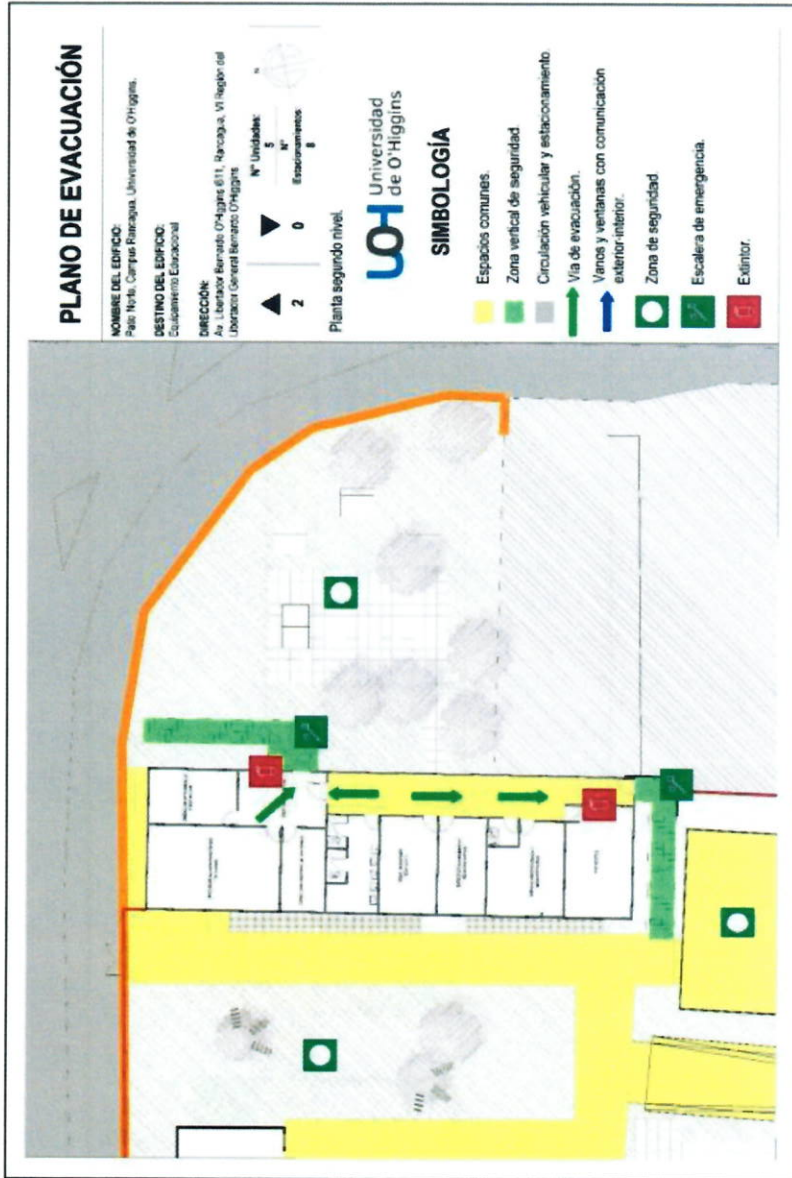 PLANO DE EVACUACIÓN
NOMBRE DEL EDIFICIO:
Patio Norte, Campus Rancagua, Universidad de O'Higgins.
DESTINO DEL EDIFICIO:
Equipamiento Educacional
DIRECCIÓN:
Av. Libertador Bernardo O'Higgins 611, Rancagua, VI Región del
Libertador General Bernardo O'Higgins
2
0
N° Unidades:
5
N°
Estacionamientos:
8
N
Planta segundo nivel.
UOH Universidad
de O'Higgins
SIMBOLOGÍA
Espacios comunes.
Zona vertical de seguridad.
Circulación vehicular y estacionamiento.
Vía de evacuación.
Vanos y ventanas con comunicación
exterior-interior.
Zona de seguridad.
Escalera de emergencia.
Extintor.